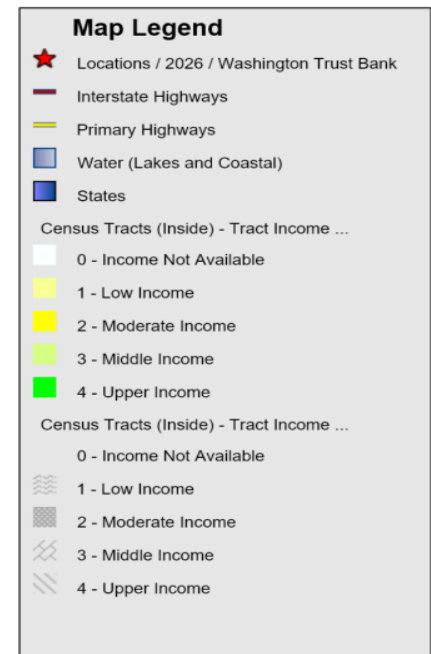 Map Legend
Locations / 2026 / Washington Trust Bank
Interstate Highways
Primary Highways
Water (Lakes and Coastal)
States
Census Tracts (Inside) - Tract Income ...
0 - Income Not Available
1 - Low Income
2 - Moderate Income
3 - Middle Income
4 - Upper Income
Census Tracts (Inside) - Tract Income ...
0 - Income Not Available
1 - Low Income
2 - Moderate Income
3 - Middle Income
4 - Upper Income